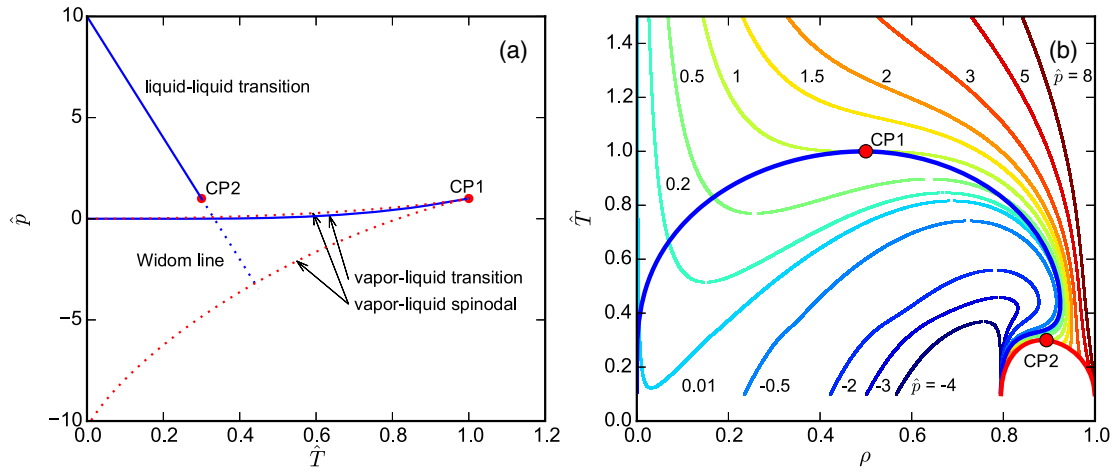 10
5
0
−5
−10
0.0 0.2 0.4 0.6 0.8 1.0 1.2
p̂
T̂
(a)
liquid-liquid transition
CP2
CP1
Widom line
vapor-liquid transition
vapor-liquid spinodal
1.4
1.2
1.0
0.8
0.6
0.4
0.2
0.0
0.0 0.2 0.4 0.6 0.8 1.0
T̂
ρ
(b)
0.5 1 1.5 2 3 5 p̂ = 8
CP1
0.2
CP2
0.01 -0.5 -2 -3 p̂ = -4